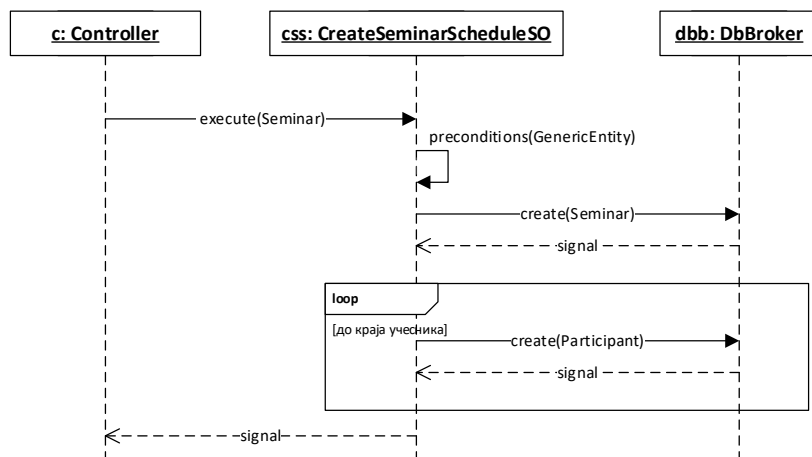 c: Controller
css: CreateSeminarScheduleSO
dbb: DbBroker
execute(Seminar)
preconditions(GenericEntity)
create(Seminar)
signal
loop
[до краја учесника]
create(Participant)
signal
signal